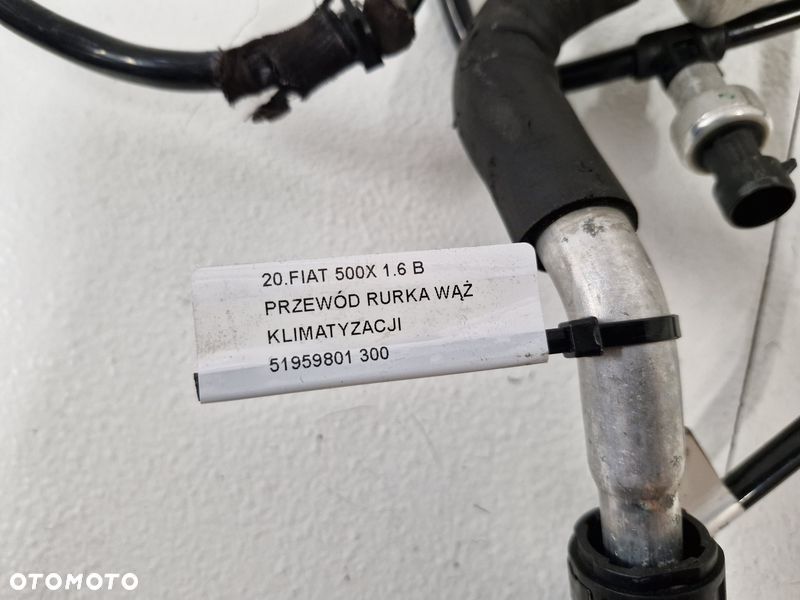 20.FIAT 500X 1.6 B
PRZEWÓD RURKA WĄŻ
KLIMATYZACJI
51959801 300
OTOMOTO